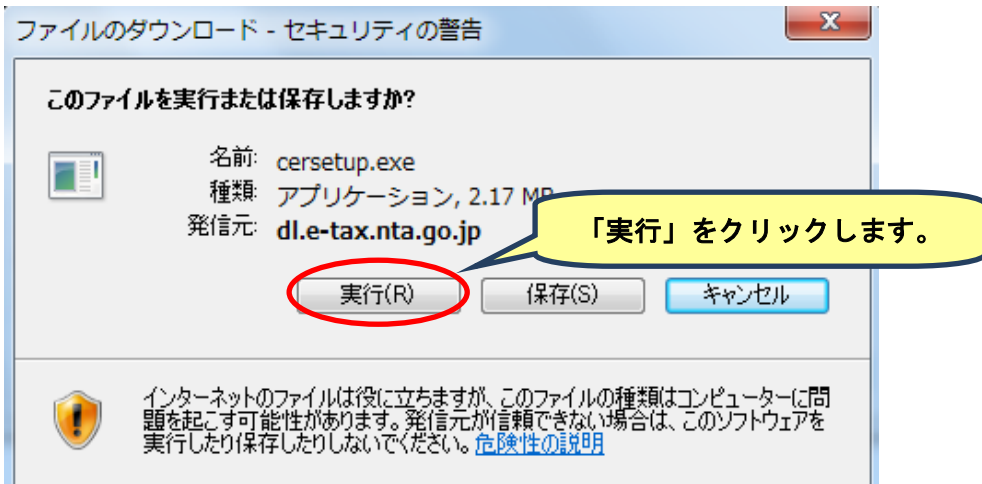 ファイルのダウンロード - セキュリティの警告
このファイルを実行または保存しますか?
名前: cersetup.exe
種類: アプリケーション, 2.17 MB
発信元: dl.e-tax.nta.go.jp
「実行」をクリックします。
実行(R) 保存(S) キャンセル
インターネットのファイルは役に立ちますが、このファイルの種類はコンピューターに問
題を起こす可能性があります。発信元が信頼できない場合は、このソフトウェアを
実行したり保存したりしないでください。危険性の説明